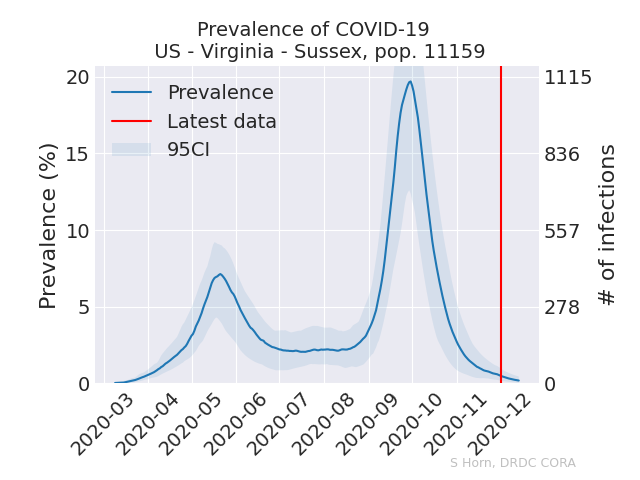 Prevalence of COVID-19
US - Virginia - Sussex, pop. 11159
Prevalence
Latest data
95CI
Prevalence (%)
20
15
10
5
0
# of infections
1115
836
557
278
0
2020-03
2020-04
2020-05
2020-06
2020-07
2020-08
2020-09
2020-10
2020-11
2020-12
S Horn, DRDC CORA